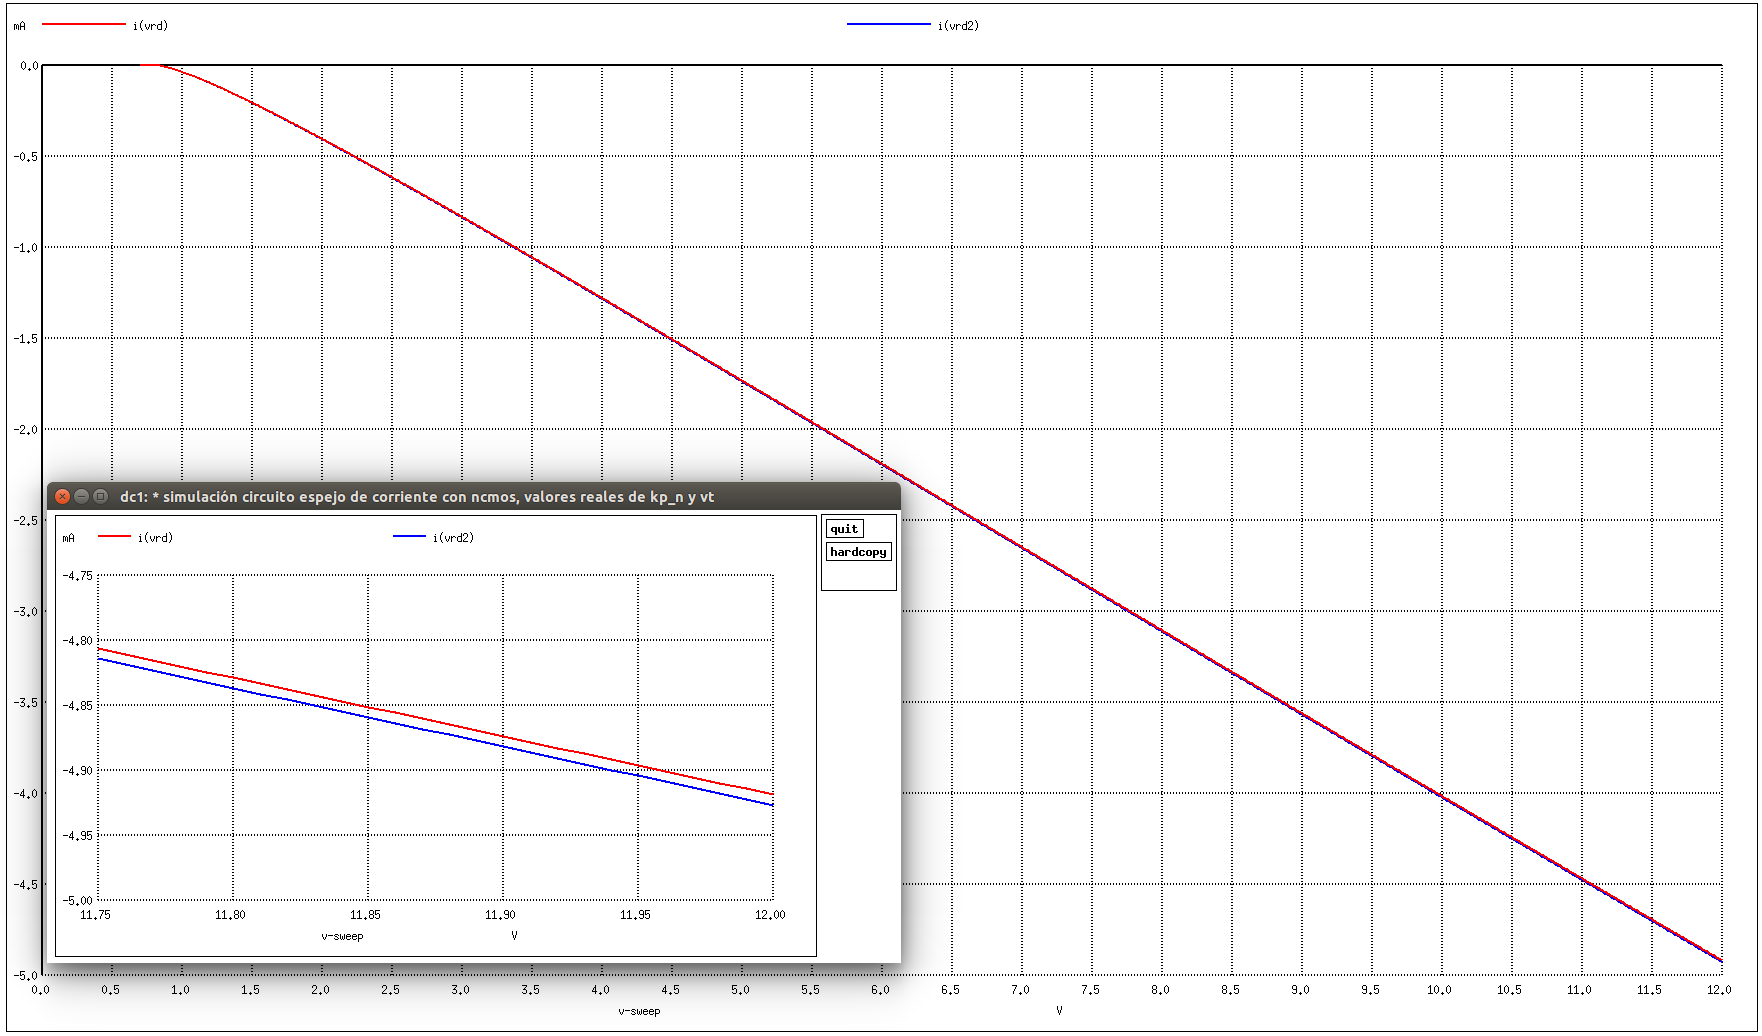 mA i(vrd) i(vrd2)
0.0
-0.5
-1.0
-1.5
-2.0
-2.5
-3.0
-3.5
-4.0
-4.5
-5.0
0.0 0.5 1.0 1.5 2.0 2.5 3.0 3.5 4.0 4.5 5.0 5.5 6.0 6.5 7.0 7.5 8.0 8.5 9.0 9.5 10.0 10.5 11.0 11.5 12.0
v-sweep V
dc1: * simulación circuito espejo de corriente con ncmos, valores reales de kp_n y vt
quit
hardcopy
mA i(vrd) i(vrd2)
-4.75
-4.80
-4.85
-4.90
-4.95
-5.00
11.75 11.80 11.85 11.90 11.95 12.00
v-sweep V